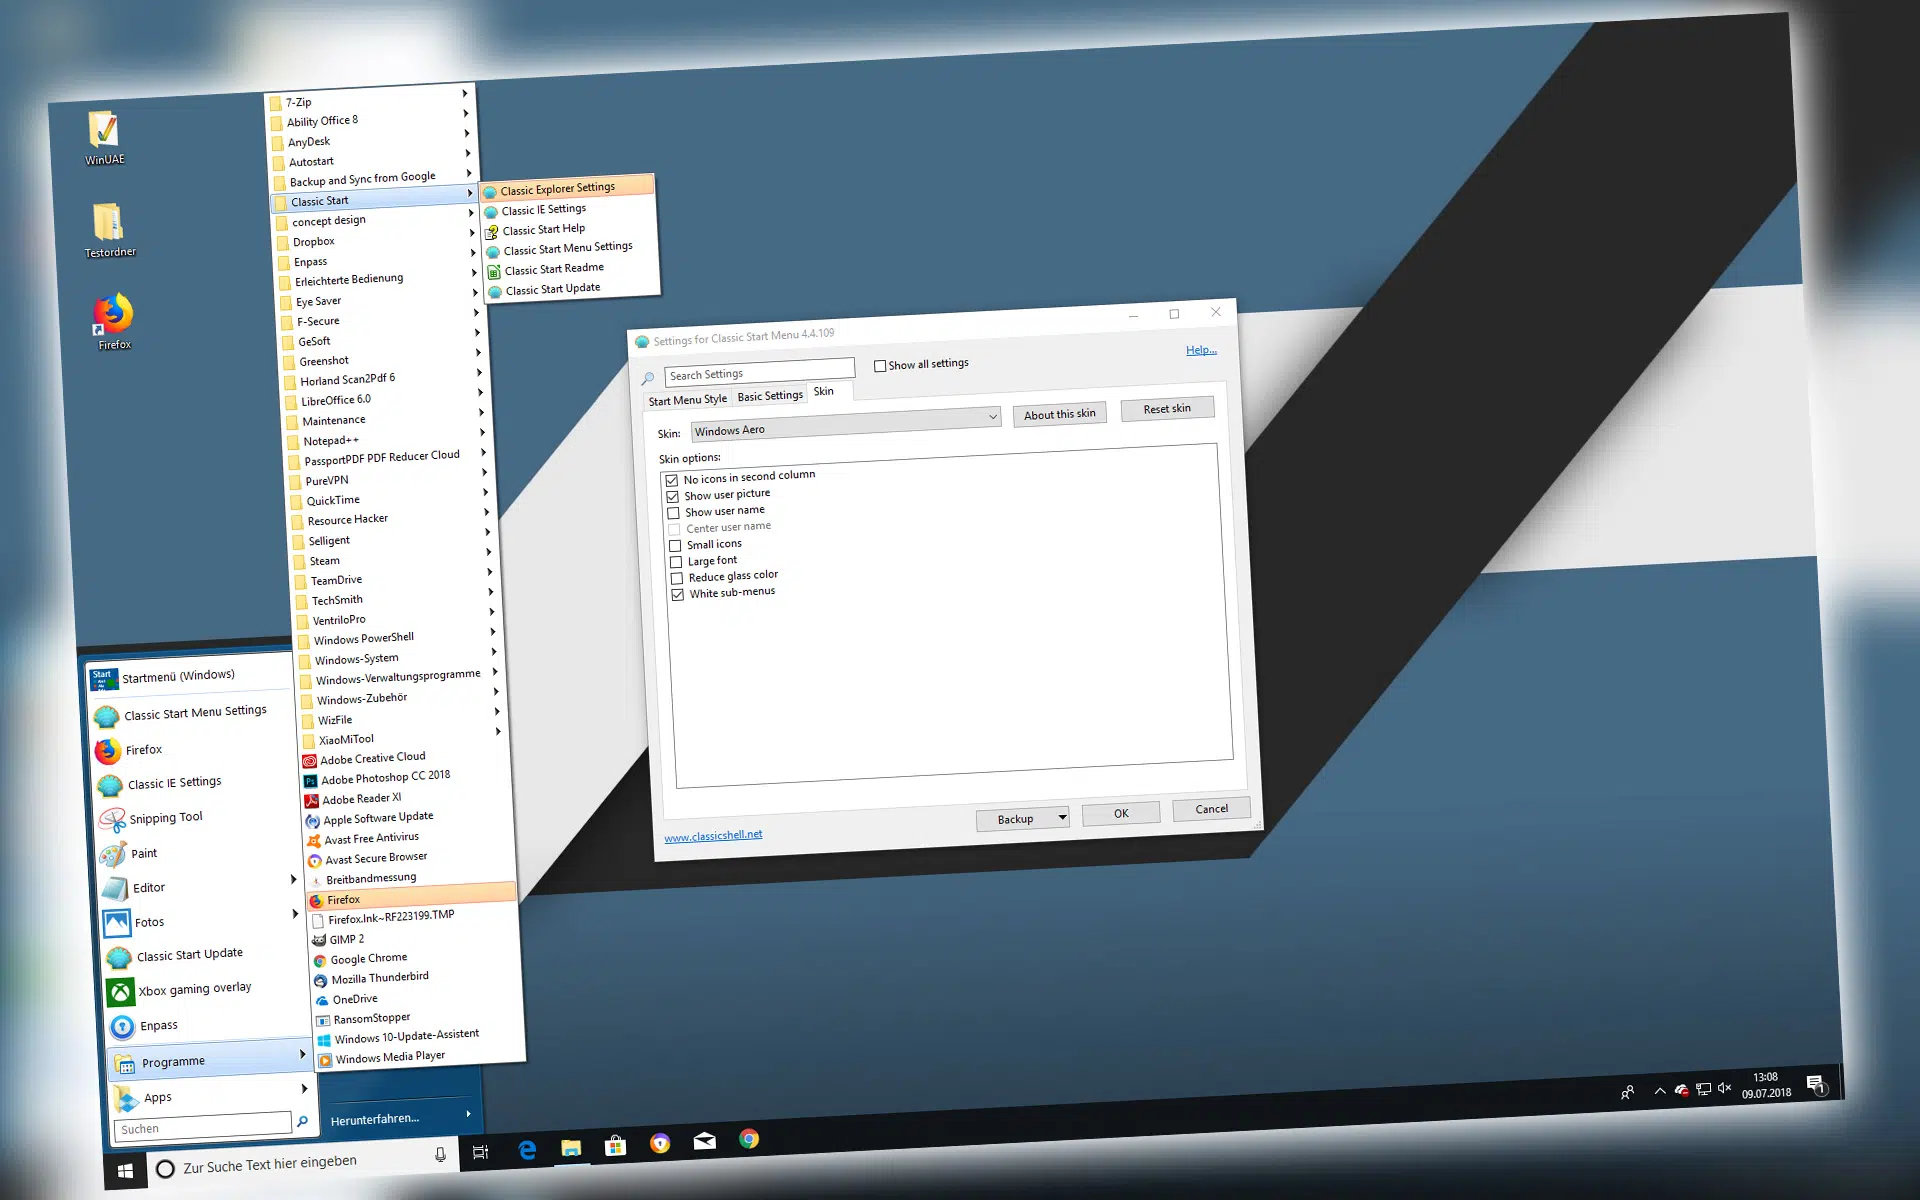 WinUAE
Testordner
Firefox
7-Zip
Ability Office 8
AnyDesk
Autostart
Backup and Sync from Google
Classic Start
concept design
Dropbox
Enpass
Erleichterte Bedienung
Eye Saver
F-Secure
GeSoft
Greenshot
Horland Scan2Pdf 6
LibreOffice 6.0
Maintenance
Notepad++
PassportPDF PDF Reducer Cloud
PureVPN
QuickTime
Resource Hacker
Selligent
Steam
TeamDrive
TechSmith
VentriloPro
Windows PowerShell
Windows-System
Windows-Verwaltungsprogramme
Windows-Zubehör
WizFile
XiaoMiTool
Adobe Creative Cloud
Adobe Photoshop CC 2018
Adobe Reader XI
Apple Software Update
Avast Free Antivirus
Avast Secure Browser
Breitbandmessung
Firefox
Firefox.lnk~RF223199.TMP
GIMP 2
Google Chrome
Mozilla Thunderbird
OneDrive
RansomStopper
Windows 10-Update-Assistent
Windows Media Player
Classic Explorer Settings
Classic IE Settings
Classic Start Help
Classic Start Menu Settings
Classic Start Readme
Classic Start Update
Settings for Classic Start Menu 4.4.109
Search Settings
Show all settings
Help...
Start Menu Style Basic Settings Skin
Skin: Windows Aero About this skin Reset skin
Skin options:
No icons in second column
Show user picture
Show user name
Center user name
Small icons
Large font
Reduce glass color
White sub-menus
www.classicshell.net
Backup OK Cancel
Start
Startmenü (Windows)
Classic Start Menu Settings
Firefox
Classic IE Settings
Snipping Tool
Paint
Editor
Fotos
Classic Start Update
Xbox gaming overlay
Enpass
Programme
Apps
Suchen
Herunterfahren...
Zur Suche Text hier eingeben
13:08
09.07.2018
1